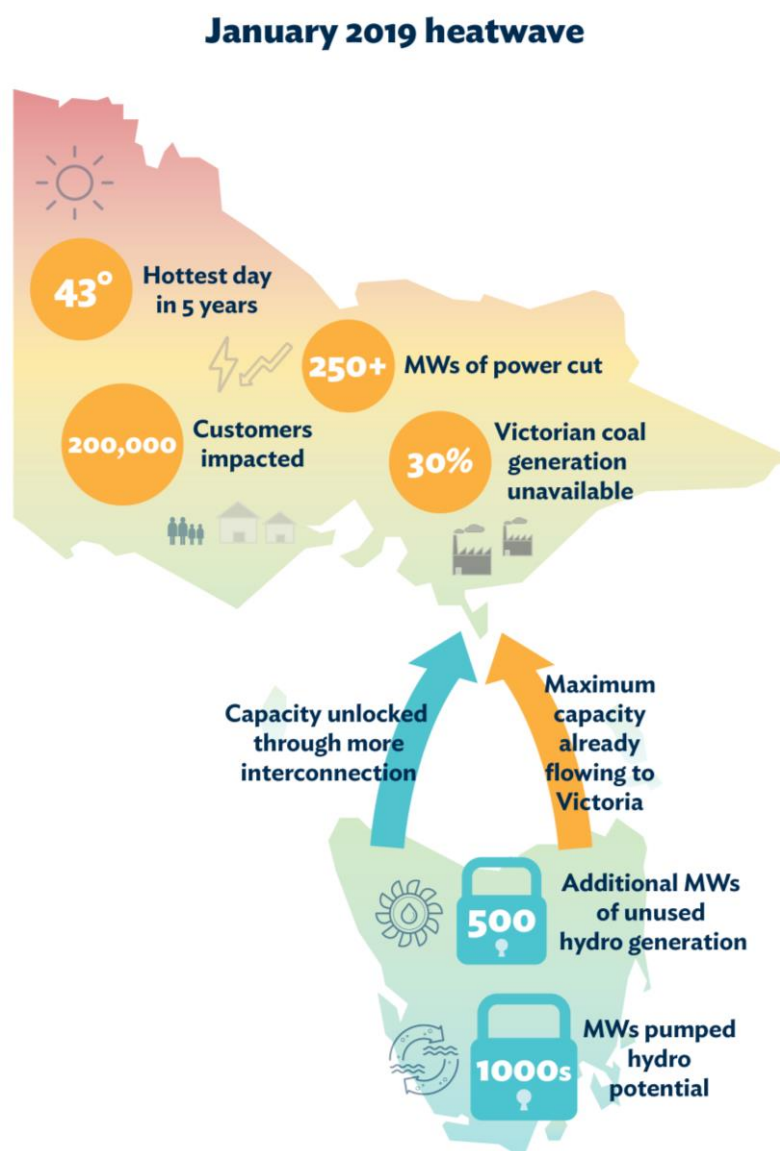 January 2019 heatwave
43°
Hottest day
in 5 years
250+
MWs of power cut
200,000
Customers
impacted
30%
Victorian coal
generation
unavailable
Capacity unlocked
through more
interconnection
Maximum
capacity
already
flowing to
Victoria
500
Additional MWs
of unused
hydro generation
1000s
MWs pumped
hydro
potential